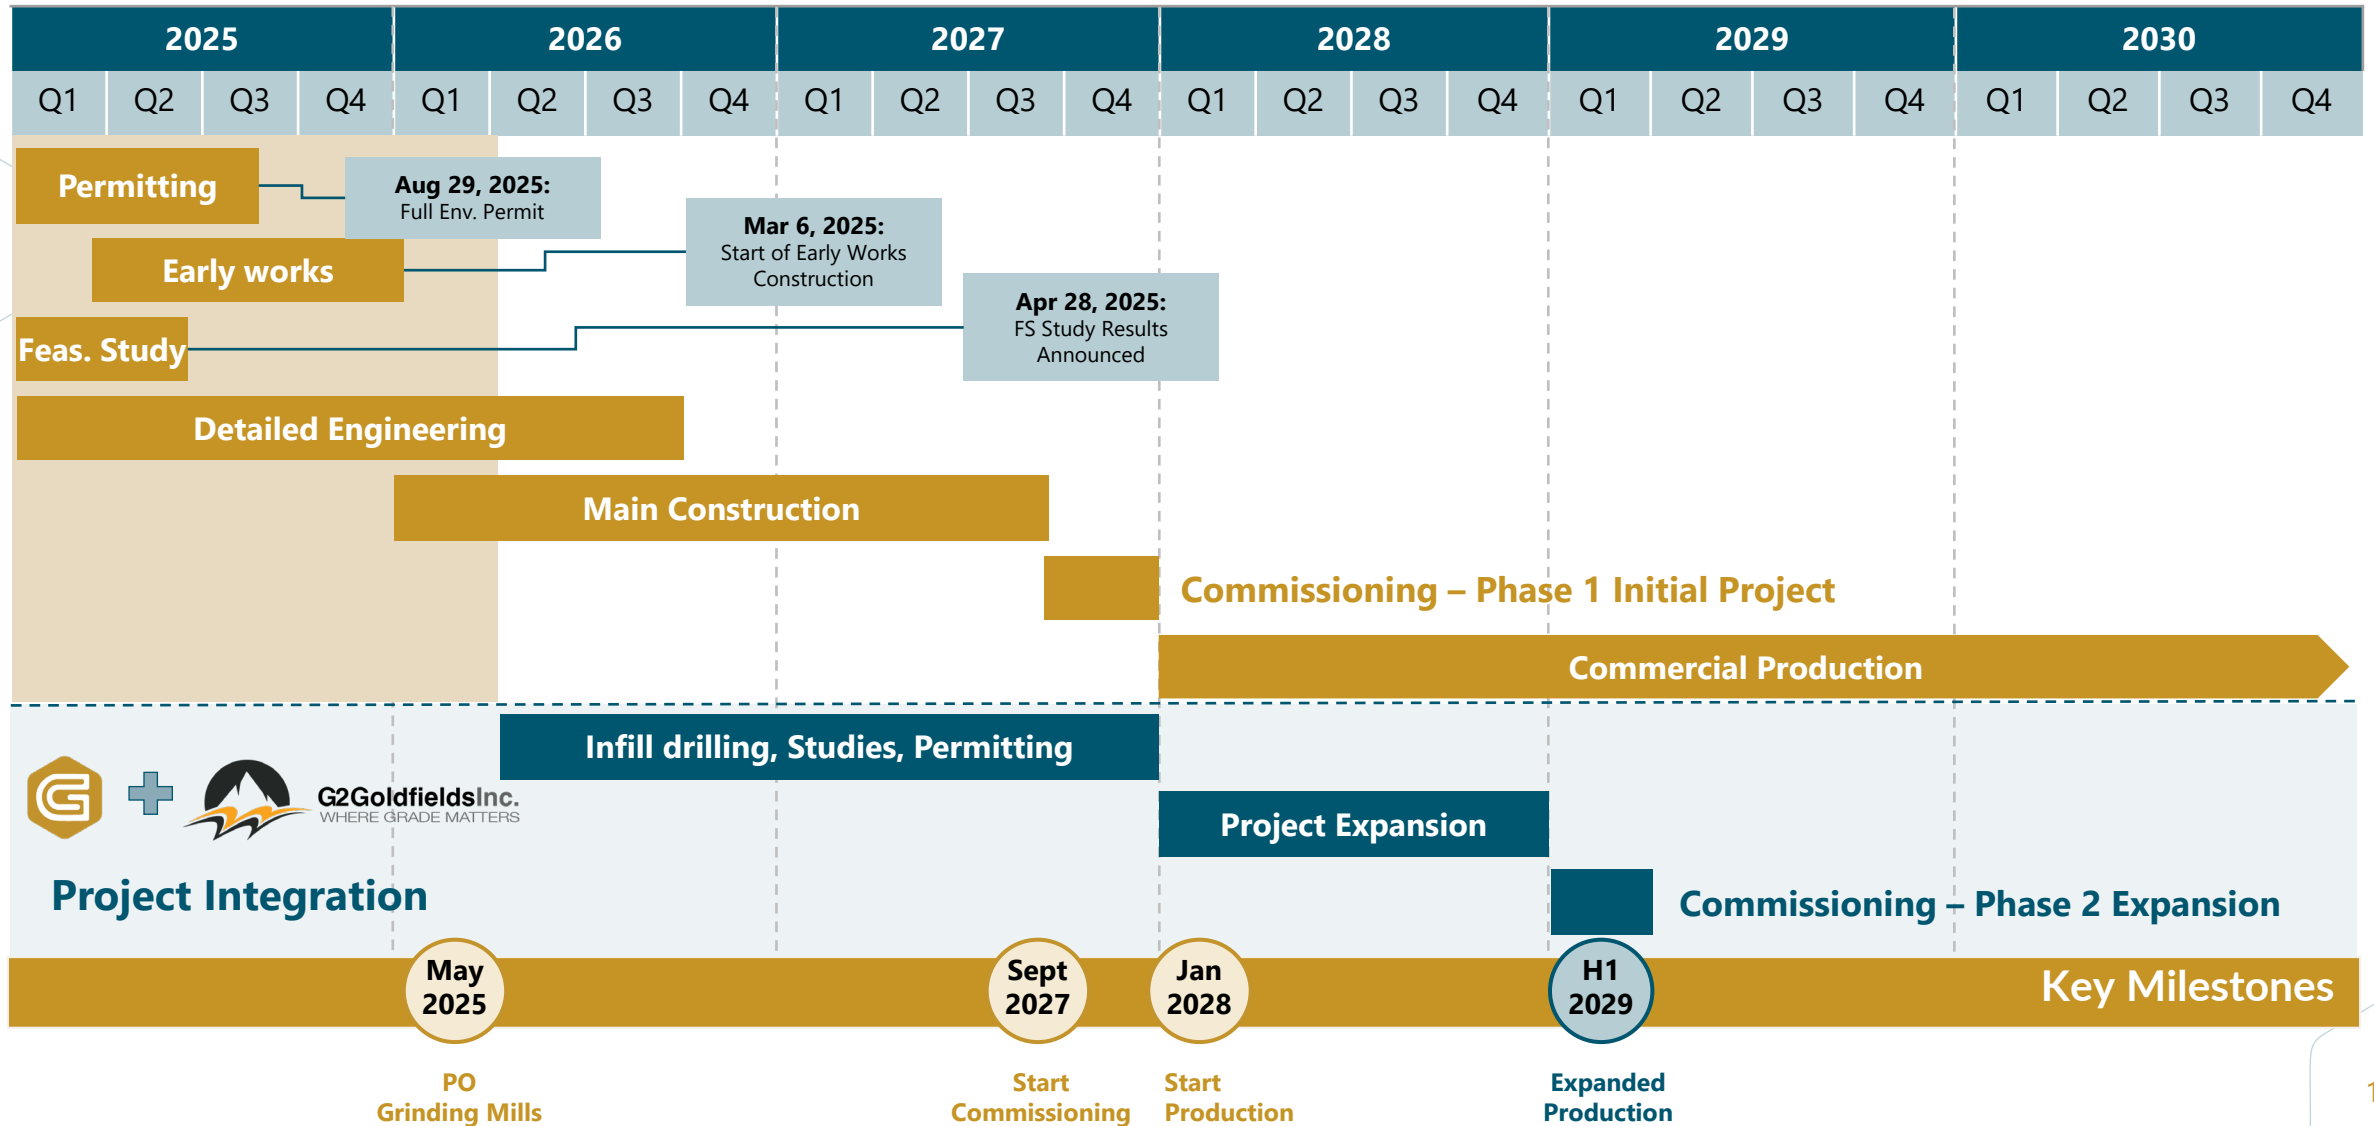 2025 2026 2027 2028 2029 2030
Q1 Q2 Q3 Q4 Q1 Q2 Q3 Q4 Q1 Q2 Q3 Q4 Q1 Q2 Q3 Q4 Q1 Q2 Q3 Q4 Q1 Q2 Q3 Q4
Permitting
Aug 29, 2025:
Full Env. Permit
Early works
Mar 6, 2025:
Start of Early Works
Construction
Feas. Study
Apr 28, 2025:
FS Study Results
Announced
Detailed Engineering
Main Construction
Commissioning – Phase 1 Initial Project
Commercial Production
Infill drilling, Studies, Permitting
G2GoldfieldsInc.
WHERE GRADE MATTERS
Project Expansion
Project Integration
Commissioning – Phase 2 Expansion
May
2025
Sept
2027
Jan
2028
H1
2029
Key Milestones
PO
Grinding Mills
Start
Commissioning
Start
Production
Expanded
Production